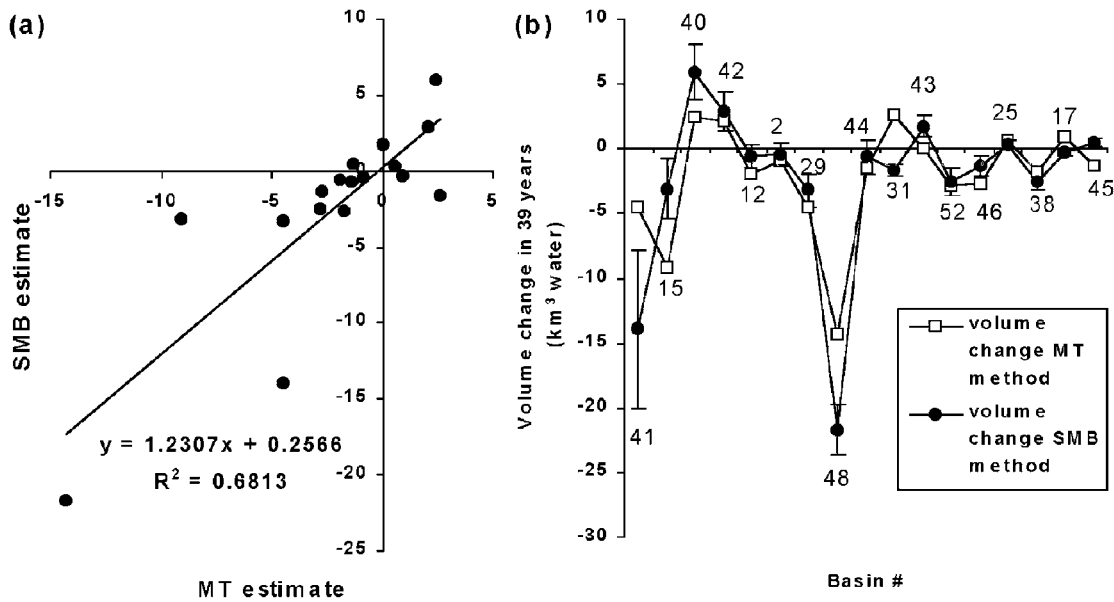 (a)
10
5
0
-15
-10
-5
0
5
-5
-10
-15
-20
-25
SMB estimate
y = 1.2307x + 0.2566
R² = 0.6813
MT estimate
(b)
10
5
0
-5
-10
-15
-20
-25
-30
Volume change in 39 years
(km³ water)
40
42
2
44
43
25
17
12
29
31
52
46
38
45
15
41
48
volume
change MT
method
volume
change SMB
method
Basin #